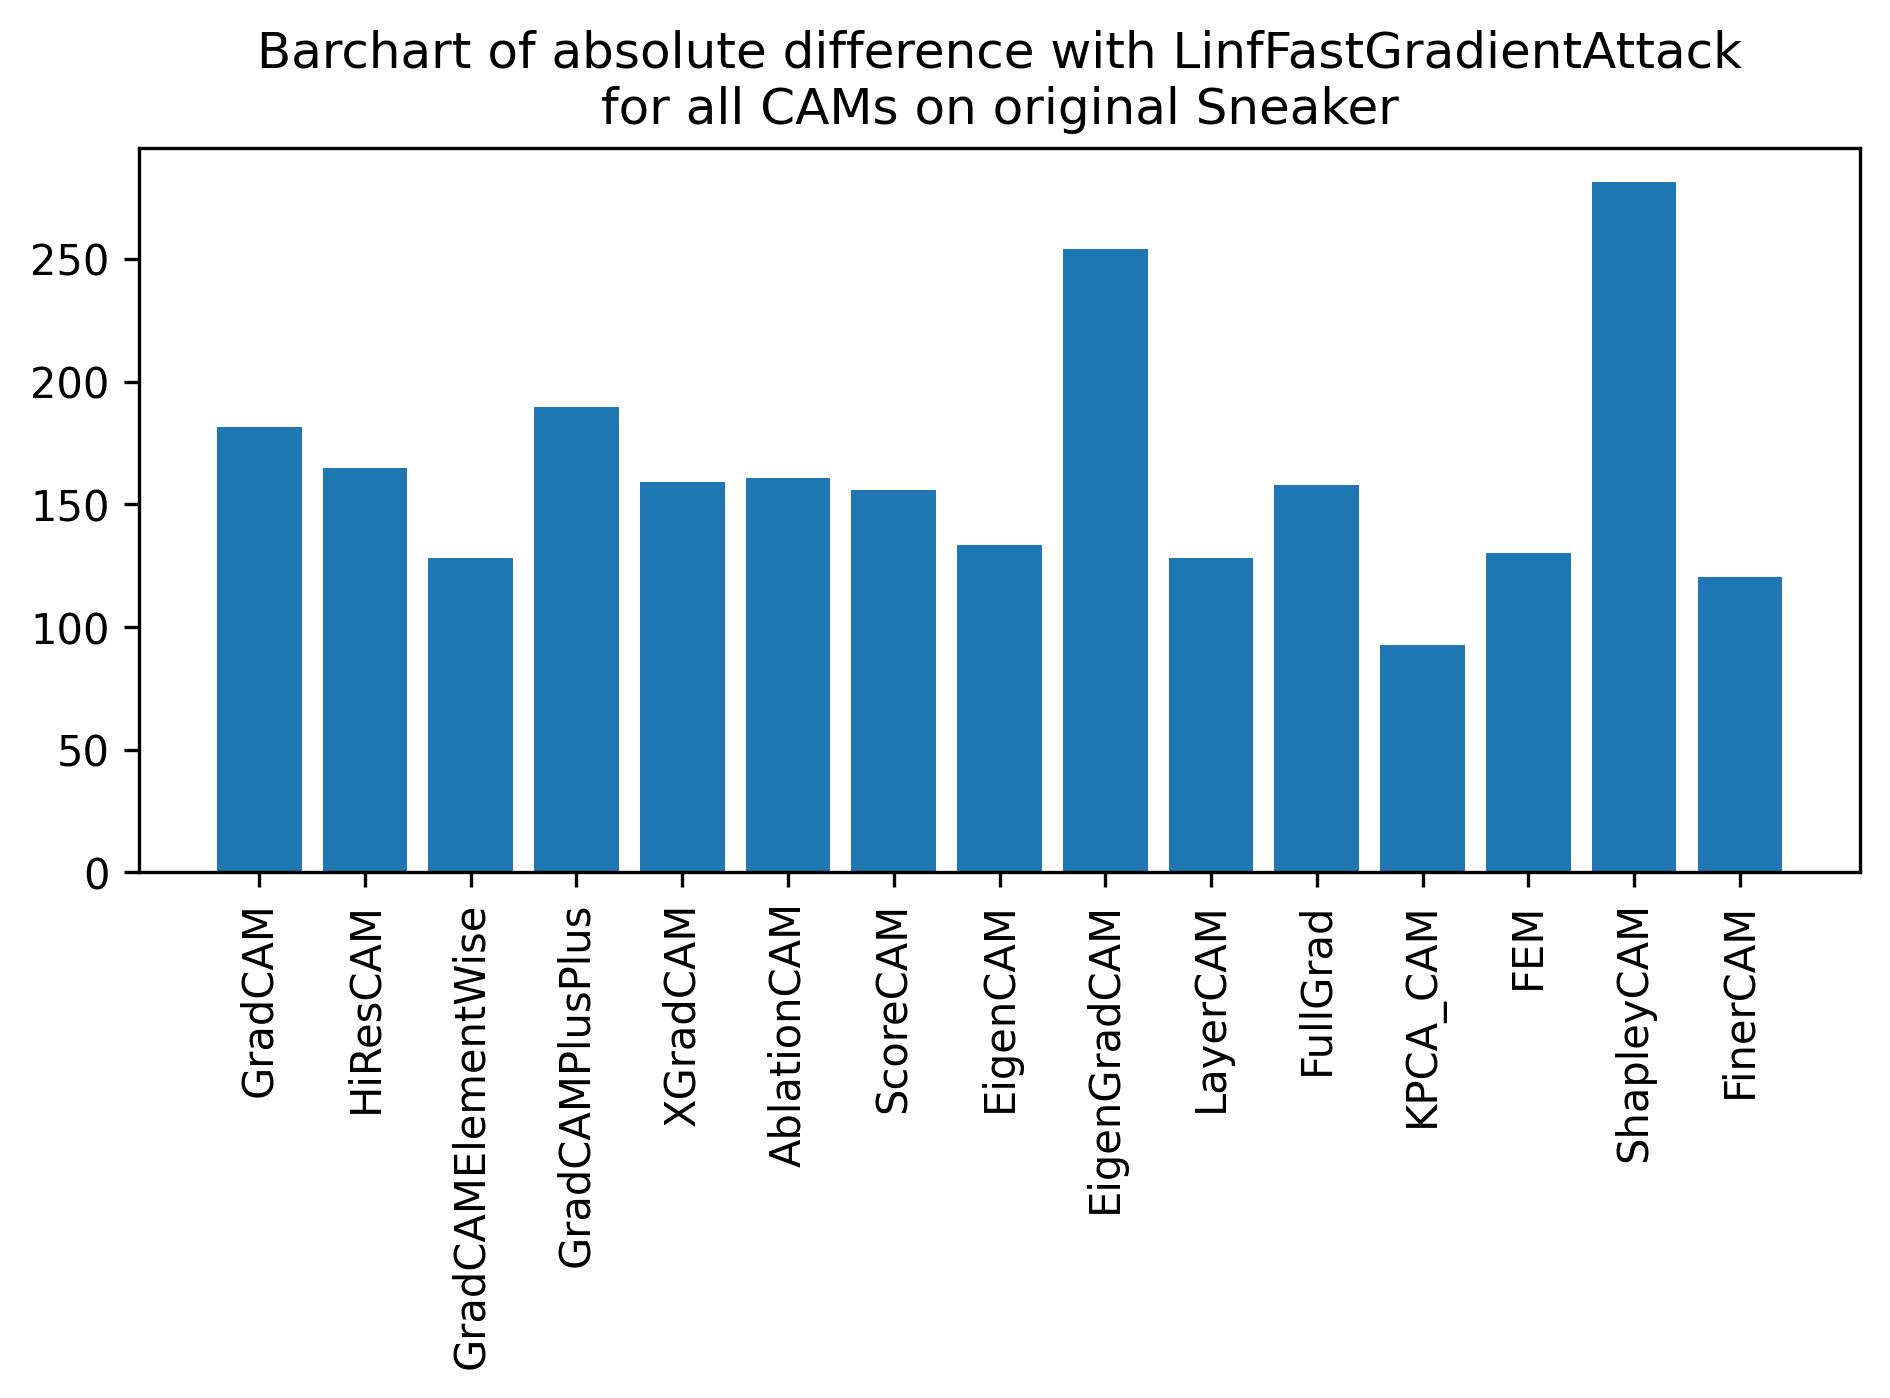 Barchart of absolute difference with LinfFastGradientAttack
for all CAMs on original Sneaker
250
200
150
100
50
0
GradCAM
HiResCAM
GradCAMElementWise
GradCAMPlusPlus
XGradCAM
AblationCAM
ScoreCAM
EigenCAM
EigenGradCAM
LayerCAM
FullGrad
KPCA_CAM
FEM
ShapleyCAM
FinerCAM